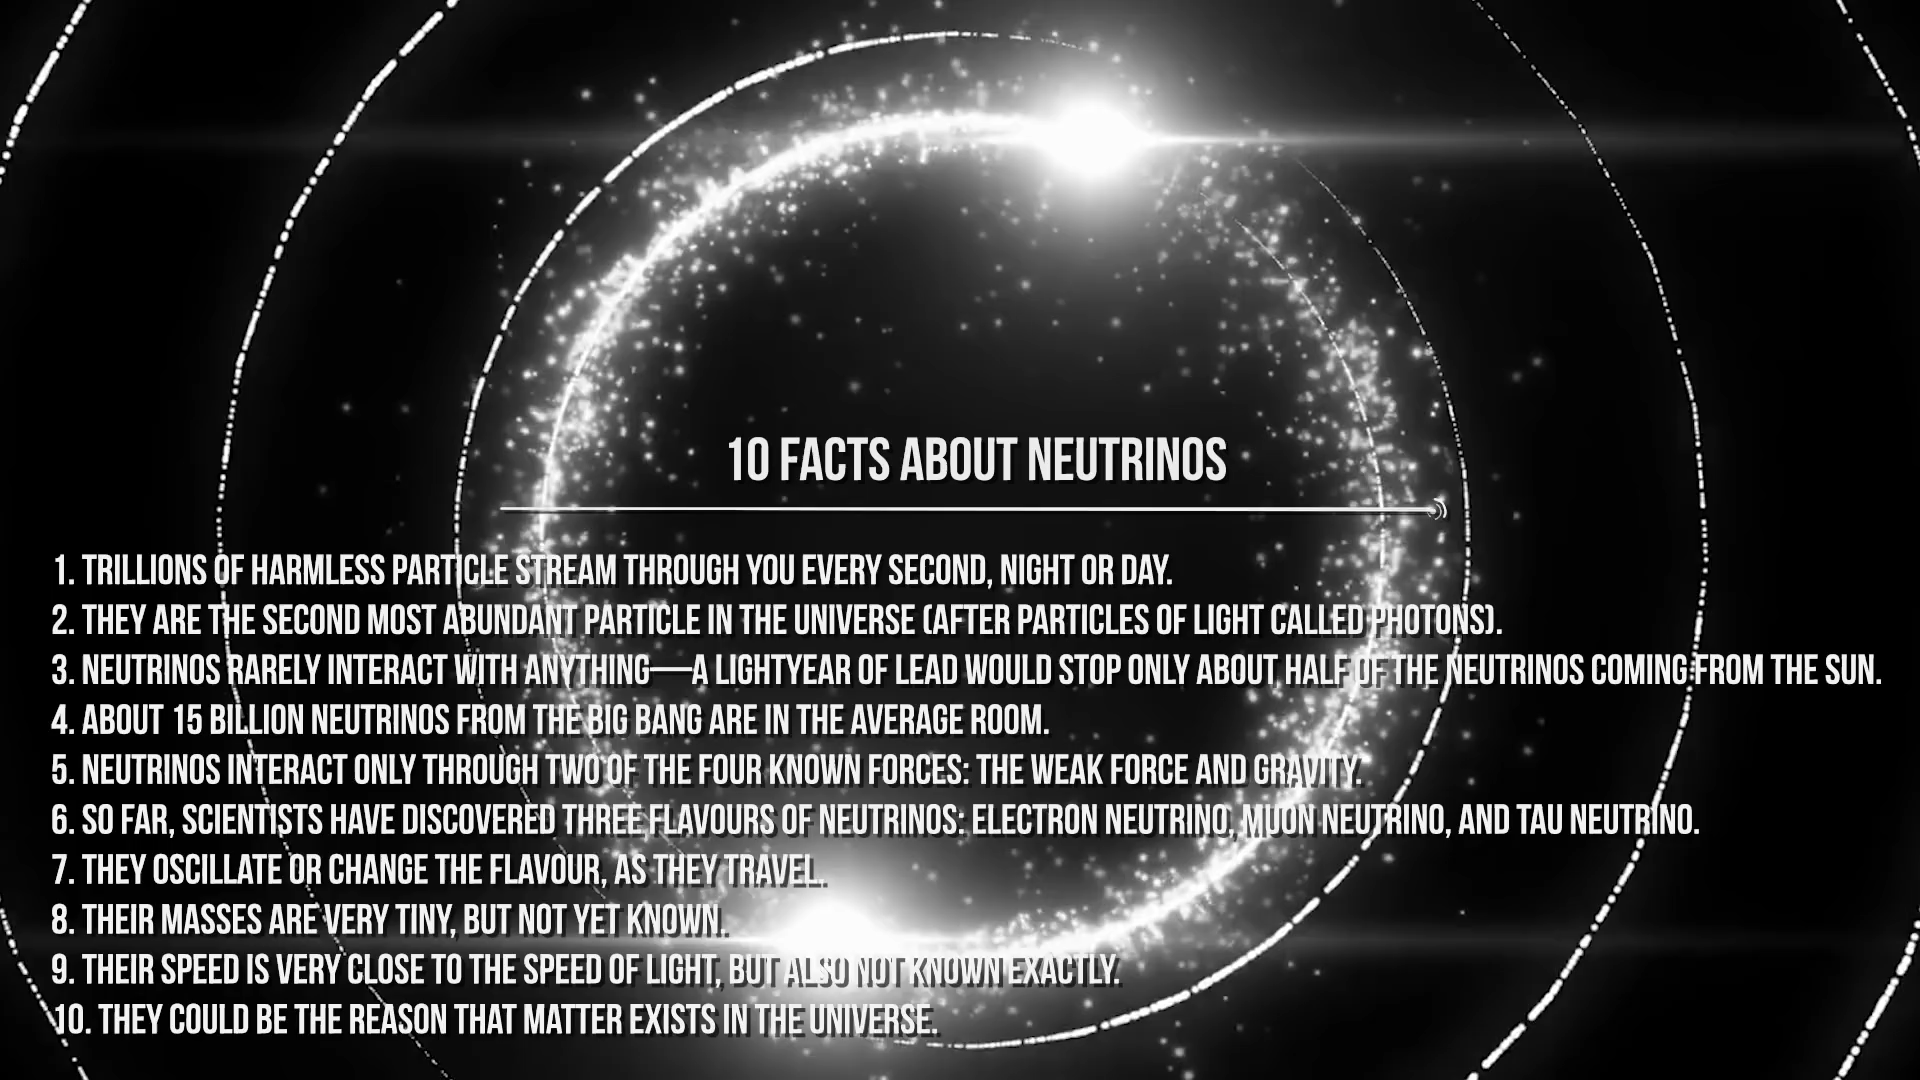 10 FACTS ABOUT NEUTRINOS
1. TRILLIONS OF HARMLESS PARTICLE STREAM THROUGH YOU EVERY SECOND, NIGHT OR DAY.
2. THEY ARE THE SECOND MOST ABUNDANT PARTICLE IN THE UNIVERSE (AFTER PARTICLES OF LIGHT CALLED PHOTONS).
3. NEUTRINOS RARELY INTERACT WITH ANYTHING—A LIGHTYEAR OF LEAD WOULD STOP ONLY ABOUT HALF OF THE NEUTRINOS COMING FROM THE SUN.
4. ABOUT 15 BILLION NEUTRINOS FROM THE BIG BANG ARE IN THE AVERAGE ROOM.
5. NEUTRINOS INTERACT ONLY THROUGH TWO OF THE FOUR KNOWN FORCES: THE WEAK FORCE AND GRAVITY.
6. SO FAR, SCIENTISTS HAVE DISCOVERED THREE FLAVOURS OF NEUTRINOS: ELECTRON NEUTRINO, MUON NEUTRINO, AND TAU NEUTRINO.
7. THEY OSCILLATE OR CHANGE THE FLAVOUR, AS THEY TRAVEL.
8. THEIR MASSES ARE VERY TINY, BUT NOT YET KNOWN.
9. THEIR SPEED IS VERY CLOSE TO THE SPEED OF LIGHT, BUT ALSO NOT KNOWN EXACTLY.
10. THEY COULD BE THE REASON THAT MATTER EXISTS IN THE UNIVERSE.